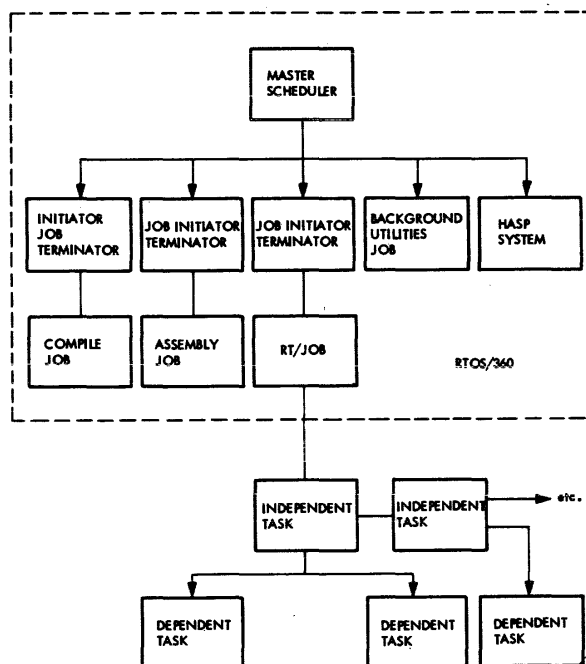 MASTER
SCHEDULER
INITIATOR
JOB
TERMINATOR
JOB INITIATOR
TERMINATOR
JOB INITIATOR
TERMINATOR
BACKGROUND
UTILITIES
JOB
HASP
SYSTEM
COMPILE
JOB
ASSEMBLY
JOB
RT/JOB
RTOS/360
INDEPENDENT
TASK
INDEPENDENT
TASK
etc.
DEPENDENT
TASK
DEPENDENT
TASK
DEPENDENT
TASK